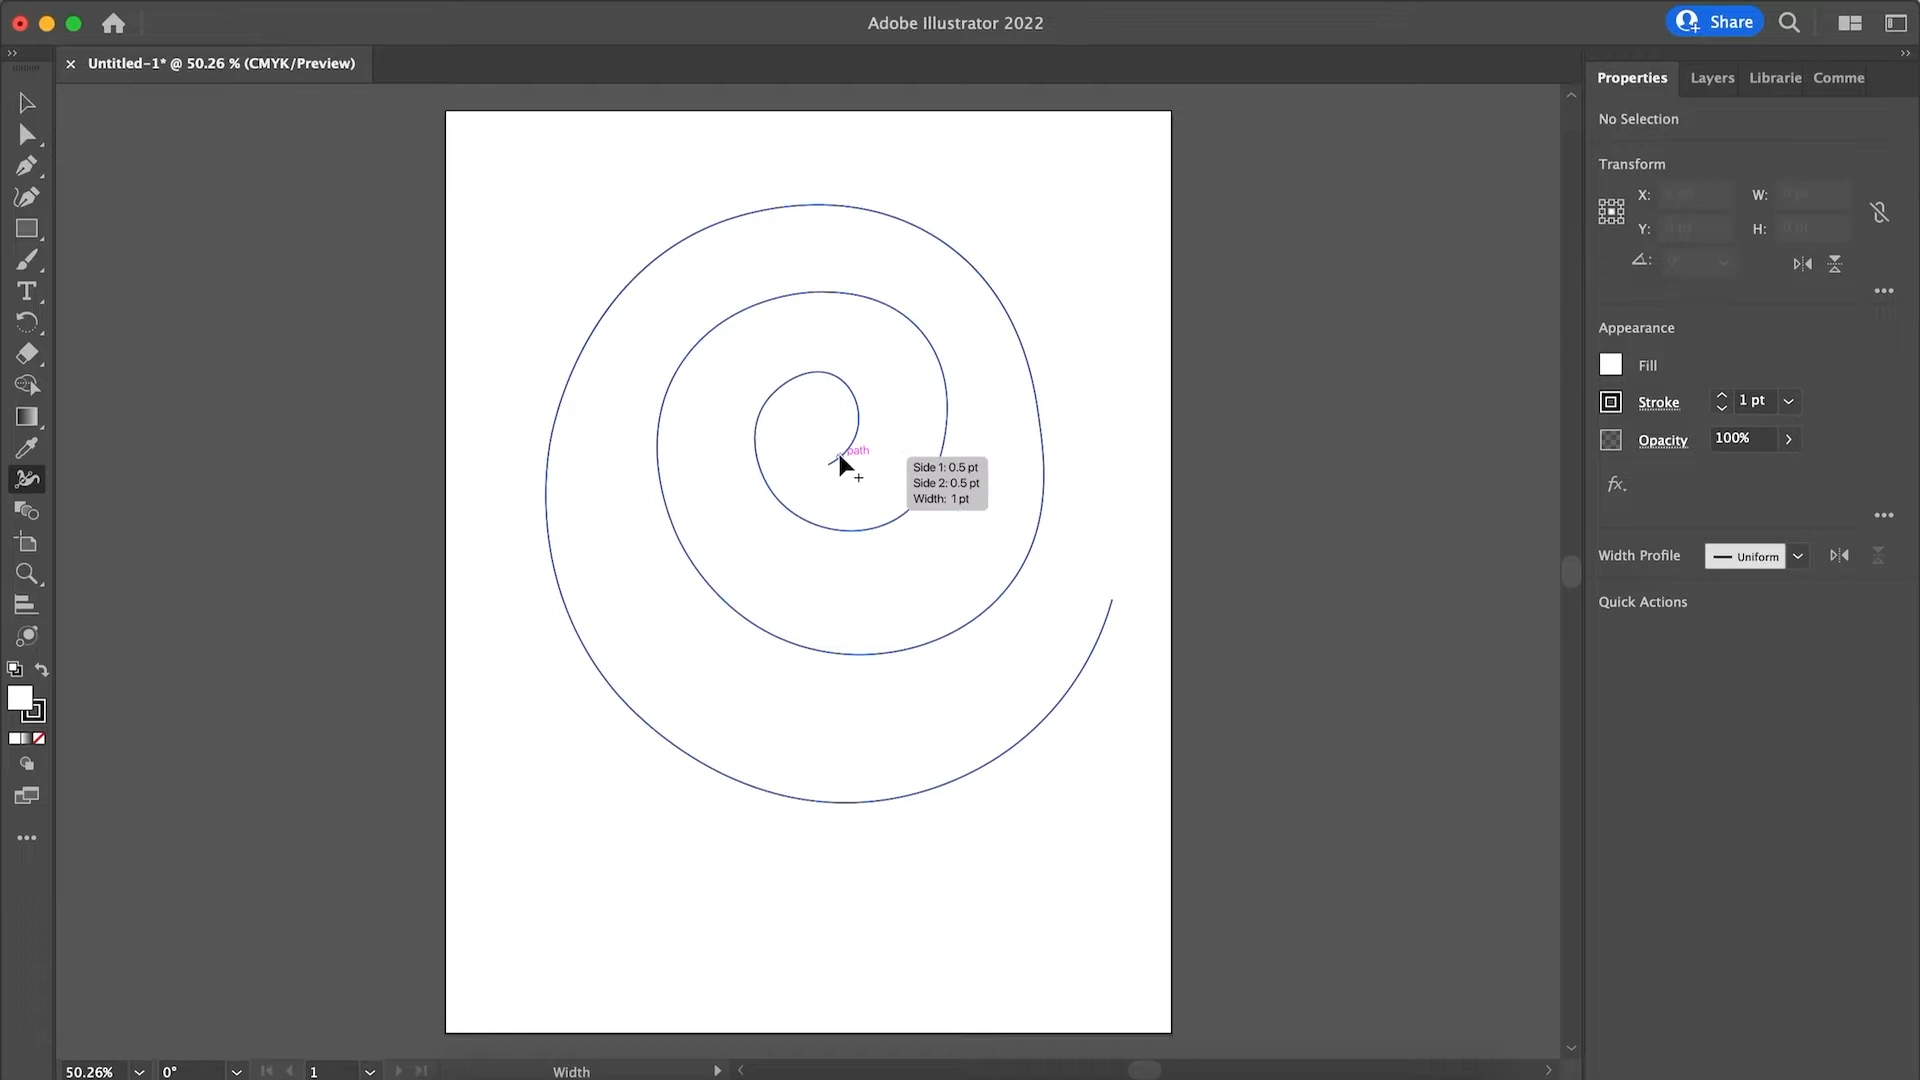 Adobe Illustrator 2022
Share
× Untitled-1* @ 50.26 % (CMYK/Preview)
Properties Layers Librarie Comme
No Selection
Transform
X: W:
Y: H:
Appearance
Fill
Stroke 1 pt
Opacity 100%
fx.
Width Profile Uniform
Quick Actions
path
Side 1: 0.5 pt
Side 2: 0.5 pt
Width: 1 pt
50.26% 0° 1 Width